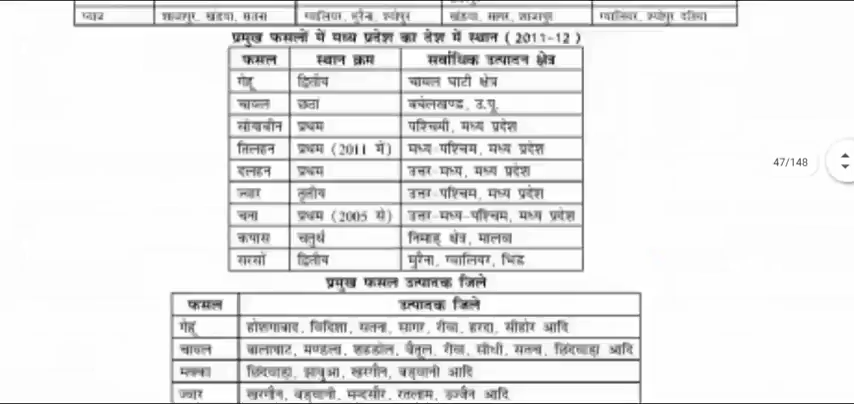 प्याज शाजापुर, खंडवा, सतना ग्वालियर, मुरैना, श्योपुर खंडवा, सागर, शाजापुर ग्वालियर, श्योपुर दतिया
प्रमुख फसलों में मध्य प्रदेश का देश में स्थान ( 2011-12 )
फसल स्थान क्रम सर्वाधिक उत्पादन क्षेत्र
गेहूं द्वितीय चम्बल घाटी क्षेत्र
चावल छठा बघेलखण्ड, उ.पू.
सोयाबीन प्रथम पश्चिमी, मध्य प्रदेश
तिलहन प्रथम (2011 में) मध्य पश्चिम, मध्य प्रदेश
दलहन प्रथम उत्तर मध्य, मध्य प्रदेश
ज्वार तृतीय उत्तर पश्चिम, मध्य प्रदेश
चना प्रथम (2005 से) उत्तर-मध्य-पश्चिम, मध्य प्रदेश
कपास चतुर्थ निमाड़ क्षेत्र, मालवा
सरसों द्वितीय मुरैना, ग्वालियर, भिंड
47/148
प्रमुख फसल उत्पादक जिले
फसल उत्पादक जिले
गेहूं होशंगाबाद, विदिशा, सतना, सागर, रीवा, हरदा, सीहोर आदि
चावल बालाघाट, मण्डला, शहडोल, बैतूल, रीवा, सीधी, सतना, छिंदवाड़ा आदि
मक्का छिंदवाड़ा, झाबुआ, खरगौन, बड़वानी आदि
ज्वार खरगौन, बड़वानी, मन्दसौर, रतलाम, उज्जैन आदि